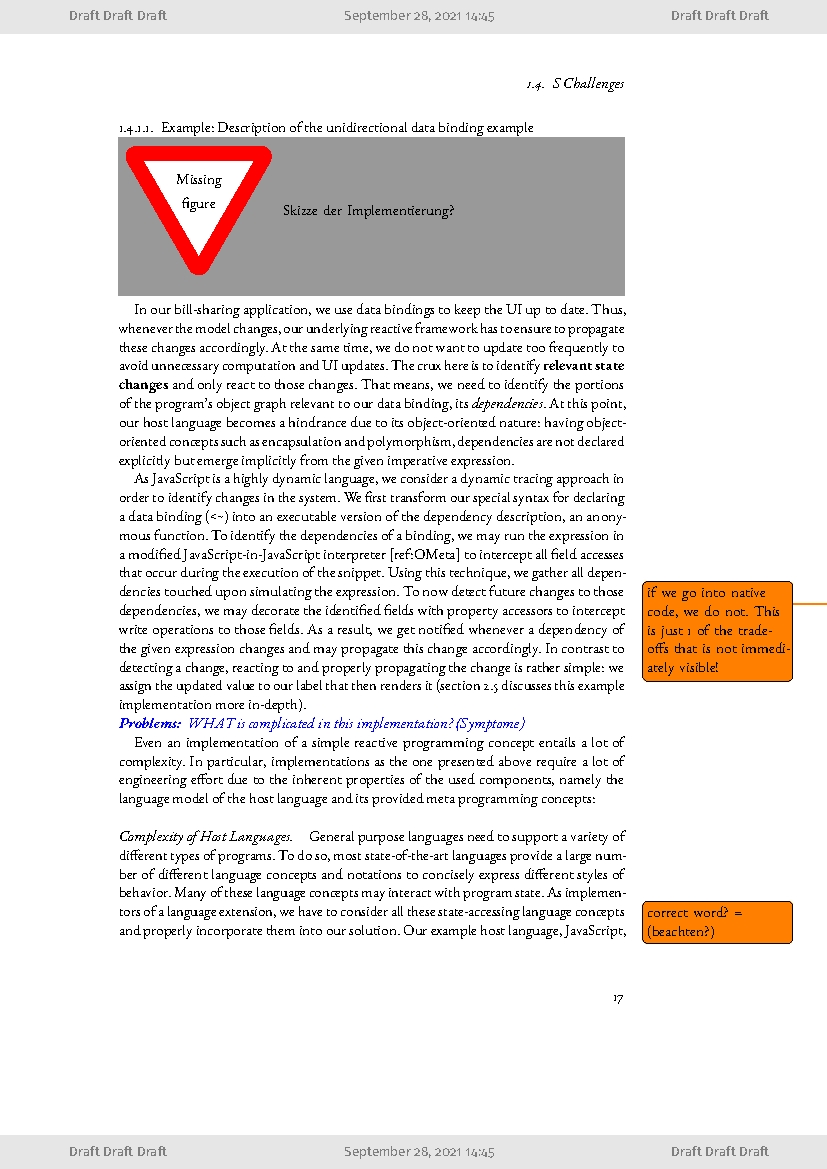 Draft Draft Draft September 28, 2021 14:45 Draft Draft Draft
1.4. S Challenges
1.4.1.1. Example: Description of the unidirectional data binding example
Missing
figure
Skizze der Implementierung?
In our bill-sharing application, we use data bindings to keep the UI up to date. Thus,
whenever the model changes, our underlying reactive framework has to ensure to propagate
these changes accordingly. At the same time, we do not want to update too frequently to
avoid unnecessary computation and UI updates. The crux here is to identify relevant state
changes and only react to those changes. That means, we need to identify the portions
of the program's object graph relevant to our data binding, its dependencies. At this point,
our host language becomes a hindrance due to its object-oriented nature: having object-
oriented concepts such as encapsulation and polymorphism, dependencies are not declared
explicitly but emerge implicitly from the given imperative expression.
As JavaScript is a highly dynamic language, we consider a dynamic tracing approach in
order to identify changes in the system. We first transform our special syntax for declaring
a data binding (<~) into an executable version of the dependency description, an anony-
mous function. To identify the dependencies of a binding, we may run the expression in
a modified JavaScript-in-JavaScript interpreter [ref:OMeta] to intercept all field accesses
that occur during the execution of the snippet. Using this technique, we gather all depen-
dencies touched upon simulating the expression. To now detect future changes to those
dependencies, we may decorate the identified fields with property accessors to intercept
write operations to those fields. As a result, we get notified whenever a dependency of
the given expression changes and may propagate this change accordingly. In contrast to
detecting a change, reacting to and properly propagating the change is rather simple: we
assign the updated value to our label that then renders it (section 2.5 discusses this example
implementation more in-depth).
if we go into native
code, we do not. This
is just 1 of the trade-
offs that is not immedi-
ately visible!
Problems: WHAT is complicated in this implementation? (Symptome)
Even an implementation of a simple reactive programming concept entails a lot of
complexity. In particular, implementations as the one presented above require a lot of
engineering effort due to the inherent properties of the used components, namely the
language model of the host language and its provided meta programming concepts:
Complexity of Host Languages. General purpose languages need to support a variety of
different types of programs. To do so, most state-of-the-art languages provide a large num-
ber of different language concepts and notations to concisely express different styles of
behavior. Many of these language concepts may interact with program state. As implemen-
tors of a language extension, we have to consider all these state-accessing language concepts
and properly incorporate them into our solution. Our example host language, JavaScript,
correct word? =
(beachten?)
17
Draft Draft Draft September 28, 2021 14:45 Draft Draft Draft